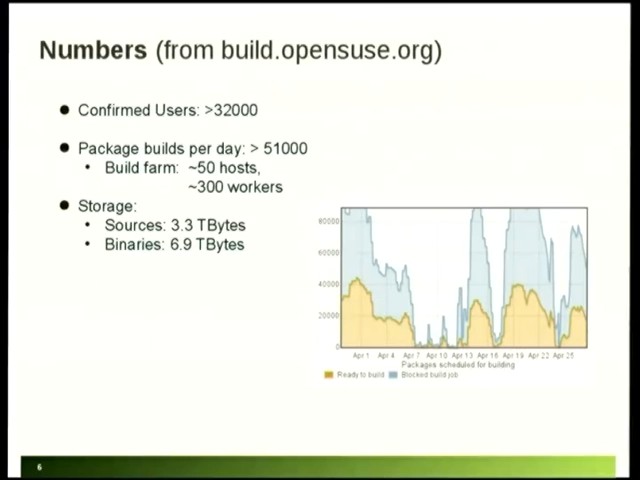 Numbers (from build.opensuse.org)
● Confirmed Users: >32000
● Package builds per day: > 51000
• Build farm: ~50 hosts,
~300 workers
● Storage:
• Sources: 3.3 TBytes
• Binaries: 6.9 TBytes
80000
60000
40000
20000
0
Apr 1 Apr 4 Apr 7 Apr 10 Apr 13 Apr 16 Apr 19 Apr 22 Apr 25
Packages scheduled for building
Ready to build Blocked build job
6